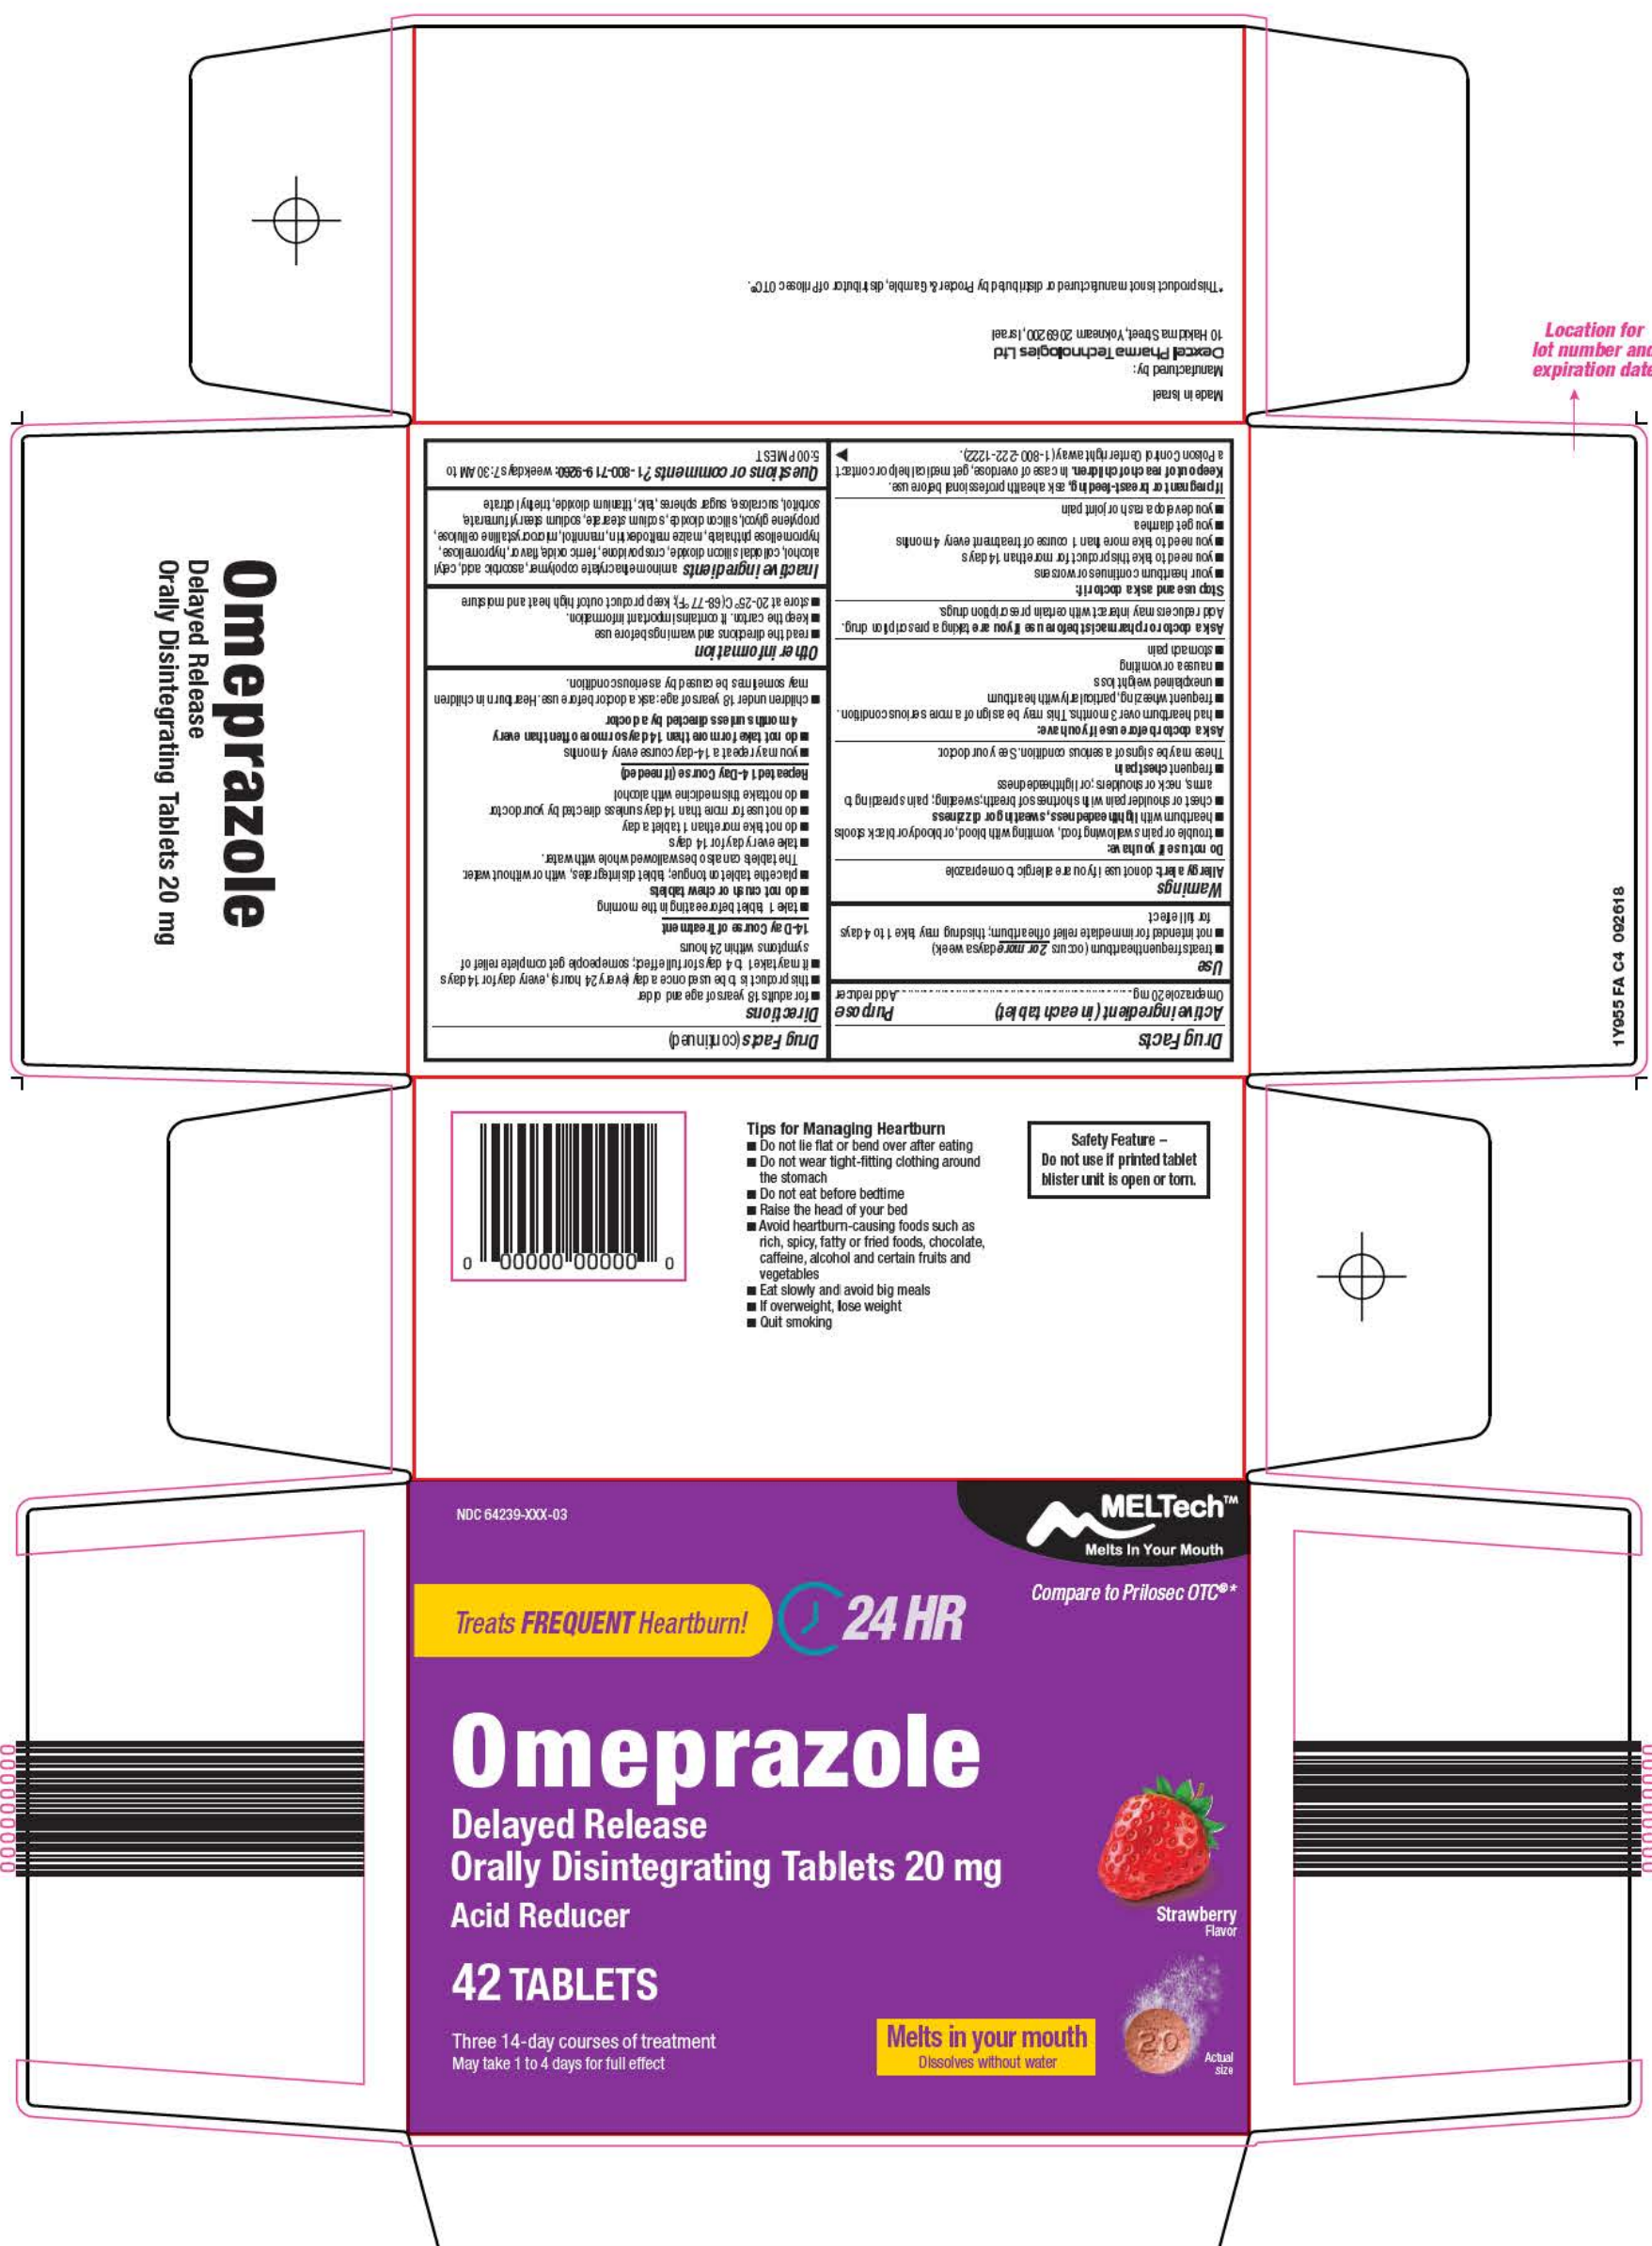 *This product is not manufactured or distributed by Procter & Gamble, distributor of Prilosec OTC®.
Made in Israel
Manufactured by:
Dexcel Pharma Technologies Ltd
10 Hakidma Street, Yokneam 2069200, Israel
Location for
lot number and
expiration date
Omeprazole
Delayed Release
Orally Disintegrating Tablets 20 mg
Drug Facts
Active ingredient (in each tablet) Purpose
Omeprazole 20 mg Acid reducer
Use
■ treats frequent heartburn (occurs 2 or more days a week)
■ not intended for immediate relief of heartburn; this drug may take 1 to 4 days
for full effect
Warnings
Allergy alert: do not use if you are allergic to omeprazole
Do not use if you have:
■ trouble or pain swallowing food, vomiting with blood, or bloody or black stools
■ heartburn with lightheadedness, sweating or dizziness
■ chest or shoulder pain with shortness of breath; sweating; pain spreading to
arms, neck or shoulders; or lightheadedness
■ frequent chest pain
These may be signs of a serious condition. See your doctor.
Ask a doctor before use if you have:
■ had heartburn over 3 months. This may be a sign of a more serious condition.
■ frequent wheezing, particularly with heartburn
■ unexplained weight loss
■ nausea or vomiting
■ stomach pain
Ask a doctor or pharmacist before use if you are taking a prescription drug.
Acid reducers may interact with certain prescription drugs.
Stop use and ask a doctor if:
■ your heartburn continues or worsens
■ you need to take this product for more than 14 days
■ you need to take more than 1 course of treatment every 4 months
■ you get diarrhea
■ you develop a rash or joint pain
If pregnant or breast-feeding, ask a health professional before use.
Keep out of reach of children. In case of overdose, get medical help or contact
a Poison Control Center right away (1-800-222-1222).
Drug Facts (continued)
Directions
■ for adults 18 years of age and older
■ this product is to be used once a day (every 24 hours), every day for 14 days
■ it may take 1 to 4 days for full effect; some people get complete relief of
symptoms within 24 hours
14-Day Course of Treatment
■ take 1 tablet before eating in the morning
■ do not crush or chew tablets
■ place the tablet on tongue; tablet disintegrates, with or without water.
The tablets can also be swallowed whole with water.
■ take every day for 14 days
■ do not take more than 1 tablet a day
■ do not use for more than 14 days unless directed by your doctor
■ do not take this medicine with alcohol
Repeated 14-Day Course (if needed)
■ you may repeat a 14-day course every 4 months
■ do not take for more than 14 days or more often than every
4 months unless directed by a doctor
■ children under 18 years of age: ask a doctor before use. Heartburn in children
may sometimes be caused by a serious condition.
Other information
■ read the directions and warnings before use
■ keep the carton. It contains important information.
■ store at 20-25°C (68-77°F); keep product out of high heat and moisture
Inactive ingredients amino methacrylate copolymer, ascorbic acid, cetyl
alcohol, colloidal silicon dioxide, crospovidone, ferric oxide, flavor, hypromellose,
hypromellose phthalate, maize maltodextrin, mannitol, microcrystalline cellulose,
propylene glycol, silicon dioxide, sodium stearate, sodium stearyl fumarate,
sorbitol, sucralose, sugar spheres, talc, titanium dioxide, triethyl citrate
Questions or comments? 1-800-719-9260: weekdays 7:30 AM to
5:00 PM EST
1Y955 FA C4 092618
0 00000 00000 0
Tips for Managing Heartburn
■ Do not lie flat or bend over after eating
■ Do not wear tight-fitting clothing around
the stomach
■ Do not eat before bedtime
■ Raise the head of your bed
■ Avoid heartburn-causing foods such as
rich, spicy, fatty or fried foods, chocolate,
caffeine, alcohol and certain fruits and
vegetables
■ Eat slowly and avoid big meals
■ If overweight, lose weight
■ Quit smoking
Safety Feature –
Do not use if printed tablet
blister unit is open or torn.
NDC 64239-XXX-03
MELTech™
Melts In Your Mouth
Compare to Prilosec OTC®*
Treats FREQUENT Heartburn!
24 HR
Omeprazole
Delayed Release
Orally Disintegrating Tablets 20 mg
Acid Reducer
Strawberry
Flavor
42 TABLETS
Three 14-day courses of treatment
May take 1 to 4 days for full effect
Melts in your mouth
Dissolves without water
20
Actual
size